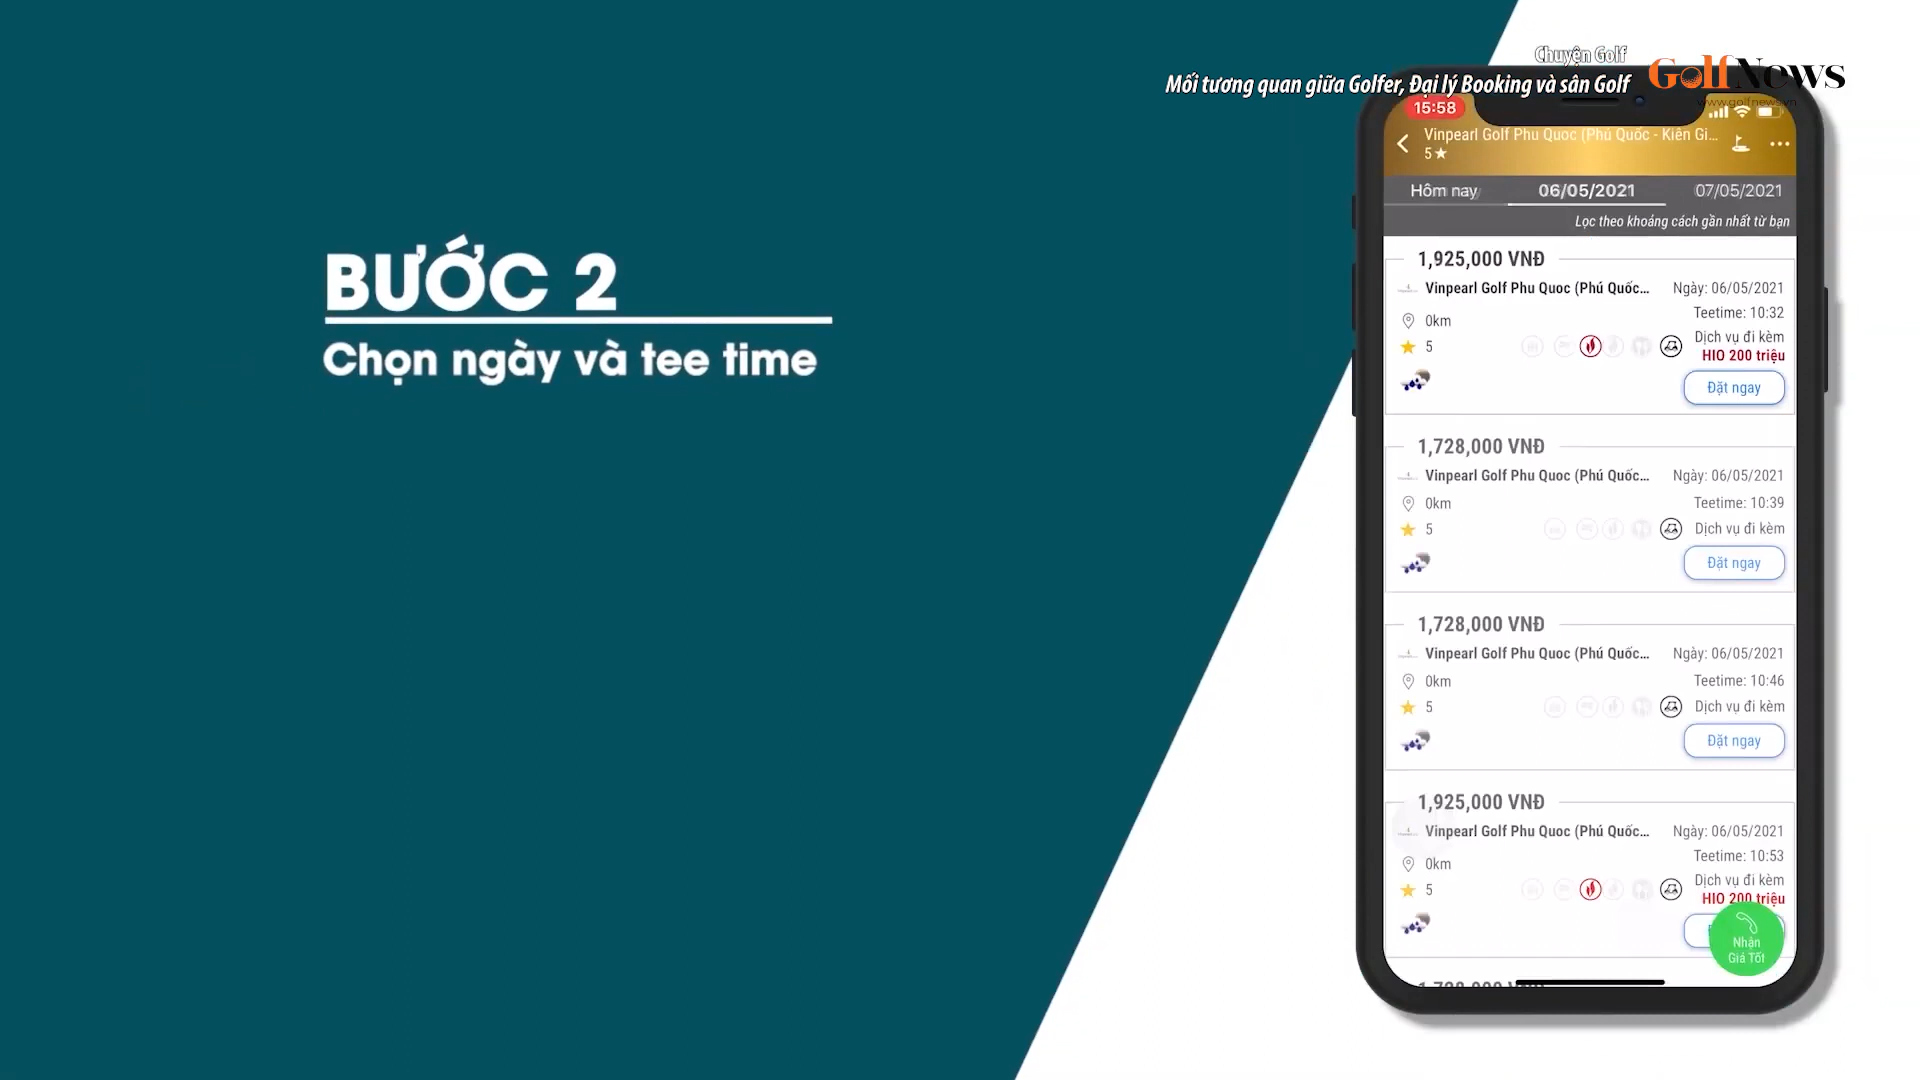 Chuyện Golf
Mối tương quan giữa Golfer, Đại lý Booking và sân Golf
GolfNews
www.golfnews.vn
BƯỚC 2
Chọn ngày và tee time
15:58
Vinpearl Golf Phu Quoc (Phú Quốc - Kiên Gi...
5★
Hôm nay 06/05/2021 07/05/2021
Lọc theo khoảng cách gần nhất từ bạn
1,925,000 VNĐ
Vinpearl Golf Phu Quoc (Phú Quốc... Ngày: 06/05/2021
Teetime: 10:32
0km
Dịch vụ đi kèm
5
HIO 200 triệu
Đặt ngay
1,728,000 VNĐ
Vinpearl Golf Phu Quoc (Phú Quốc... Ngày: 06/05/2021
0km Teetime: 10:39
5 Dịch vụ đi kèm
Đặt ngay
1,728,000 VNĐ
Vinpearl Golf Phu Quoc (Phú Quốc... Ngày: 06/05/2021
0km Teetime: 10:46
5 Dịch vụ đi kèm
Đặt ngay
1,925,000 VNĐ
Vinpearl Golf Phu Quoc (Phú Quốc... Ngày: 06/05/2021
Teetime: 10:53
0km
Dịch vụ đi kèm
5
HIO 200 triệu
Nhận
Giá Tốt